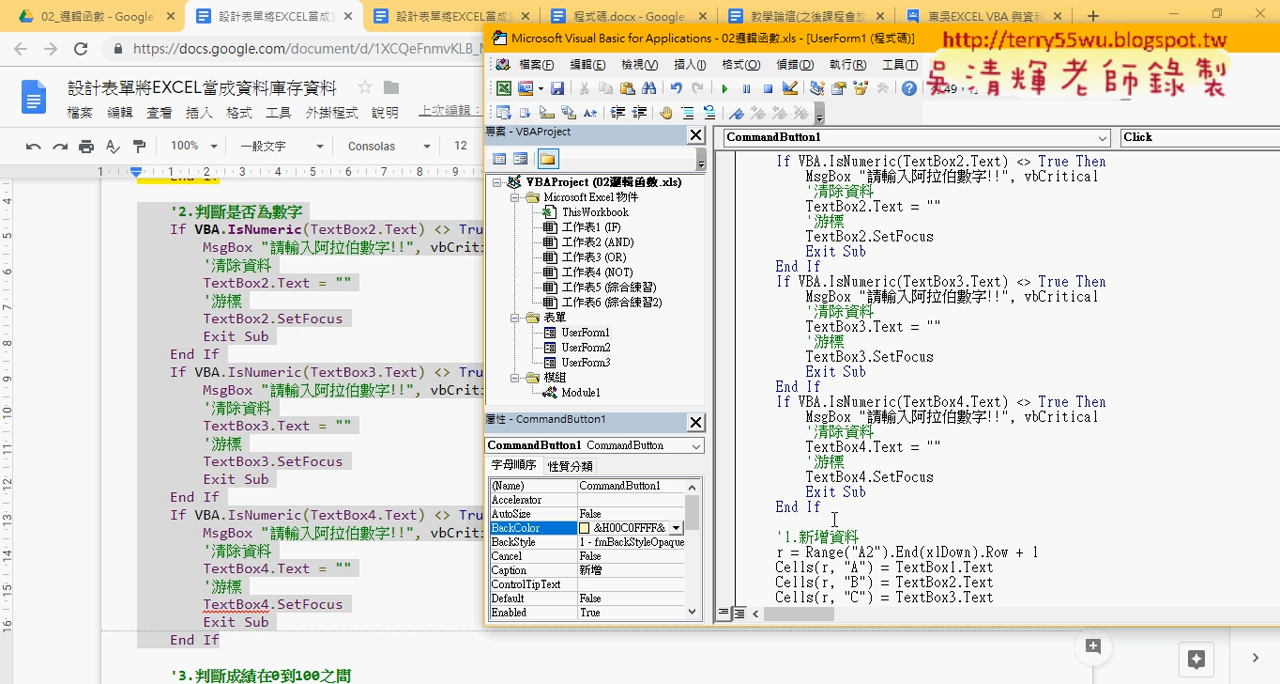 02_邏輯函數 - Google
設計表單將EXCEL當成
設計表單將EXCEL當成
程式碼.docx - Google
教學論壇(之後課程會放
東吳EXCEL VBA 與資料
https://docs.google.com/document/d/1XCQeFnmvKLB_M
設計表單將EXCEL當成資料庫存資料
檔案 編輯 查看 插入 格式 工具 外掛程式 說明 上次編輯：
100% 一般文字 Consolas 12
1 1 2 3 4 5 6 7 8 9
End If
'2.判斷是否為數字
If VBA.IsNumeric(TextBox2.Text) <> Tru
MsgBox "請輸入阿拉伯數字!!", vbCriti
'清除資料
TextBox2.Text = ""
'游標
TextBox2.SetFocus
Exit Sub
End If
If VBA.IsNumeric(TextBox3.Text) <> Tru
MsgBox "請輸入阿拉伯數字!!", vbCriti
'清除資料
TextBox3.Text = ""
'游標
TextBox3.SetFocus
Exit Sub
End If
If VBA.IsNumeric(TextBox4.Text) <> Tru
MsgBox "請輸入阿拉伯數字!!", vbCriti
'清除資料
TextBox4.Text = ""
'游標
TextBox4.SetFocus
Exit Sub
End If
'3.判斷成績在0到100之間
Microsoft Visual Basic for Applications - 02邏輯函數.xls - [UserForm1 (程式碼)]
http://terry55wu.blogspot.tw
吳清輝老師錄製
檔案(F) 編輯(E) 檢視(V) 插入(I) 格式(O) 偵錯(D) 執行(R) 工具(T)
專案 - VBAProject
VBAProject (02邏輯函數.xls)
Microsoft Excel 物件
ThisWorkbook
工作表1 (IF)
工作表2 (AND)
工作表3 (OR)
工作表4 (NOT)
工作表5 (綜合練習)
工作表6 (綜合練習2)
表單
UserForm1
UserForm2
UserForm3
模組
Module1
屬性 - CommandButton1
CommandButton1 CommandButton
字母順序 性質分類
(Name) CommandButton1
Accelerator
AutoSize False
BackColor &H00C0FFFF&
BackStyle 1 - fmBackStyleOpaque
Cancel False
Caption 新增
ControlTipText
Default False
Enabled True
CommandButton1 Click
If VBA.IsNumeric(TextBox2.Text) <> True Then
MsgBox "請輸入阿拉伯數字!!", vbCritical
'清除資料
TextBox2.Text = ""
'游標
TextBox2.SetFocus
Exit Sub
End If
If VBA.IsNumeric(TextBox3.Text) <> True Then
MsgBox "請輸入阿拉伯數字!!", vbCritical
'清除資料
TextBox3.Text = ""
'游標
TextBox3.SetFocus
Exit Sub
End If
If VBA.IsNumeric(TextBox4.Text) <> True Then
MsgBox "請輸入阿拉伯數字!!", vbCritical
'清除資料
TextBox4.Text = ""
'游標
TextBox4.SetFocus
Exit Sub
End If
'1.新增資料
r = Range("A2").End(xlDown).Row + 1
Cells(r, "A") = TextBox1.Text
Cells(r, "B") = TextBox2.Text
Cells(r, "C") = TextBox3.Text